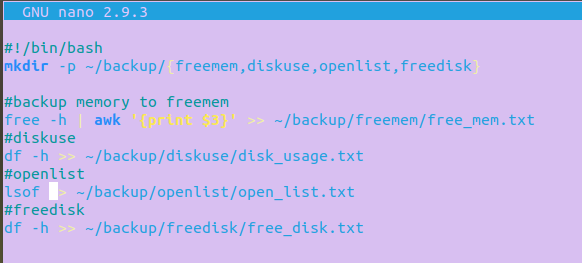 GNU nano 2.9.3
#!/bin/bash
mkdir -p ~/backup/{freemem,diskuse,openlist,freedisk}
#backup memory to freemem
free -h | awk '{print $3}' >> ~/backup/freemem/free_mem.txt
#diskuse
df -h >> ~/backup/diskuse/disk_usage.txt
#openlist
lsof >> ~/backup/openlist/open_list.txt
#freedisk
df -h >> ~/backup/freedisk/free_disk.txt